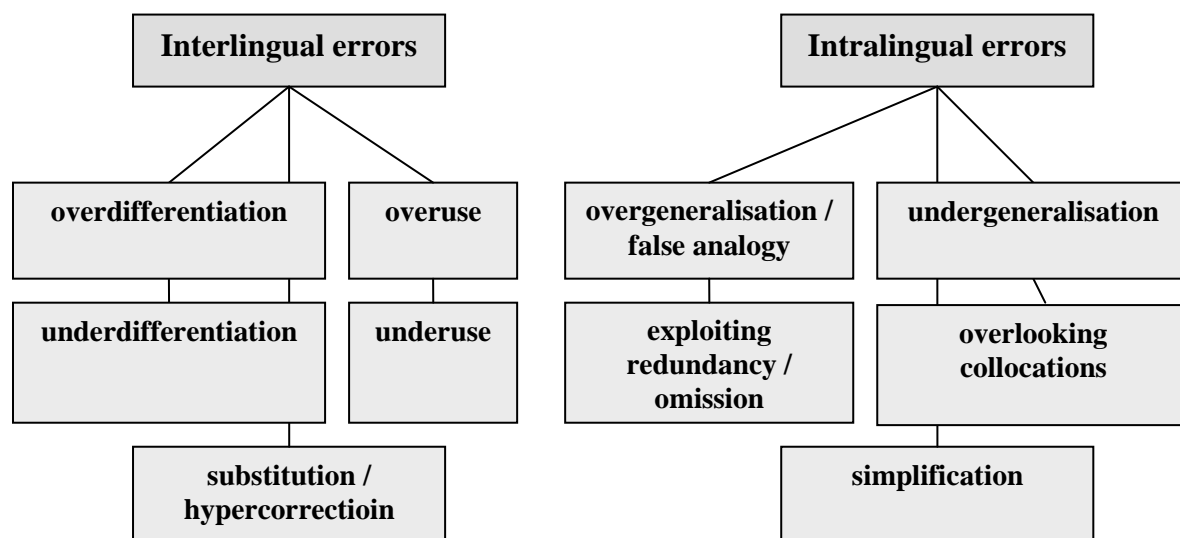 Interlingual errors
overdifferentiation
overuse
underdifferentiation
underuse
substitution /
hypercorrectioin
Intralingual errors
overgeneralisation /
false analogy
undergeneralisation
exploiting
redundancy /
omission
overlooking
collocations
simplification